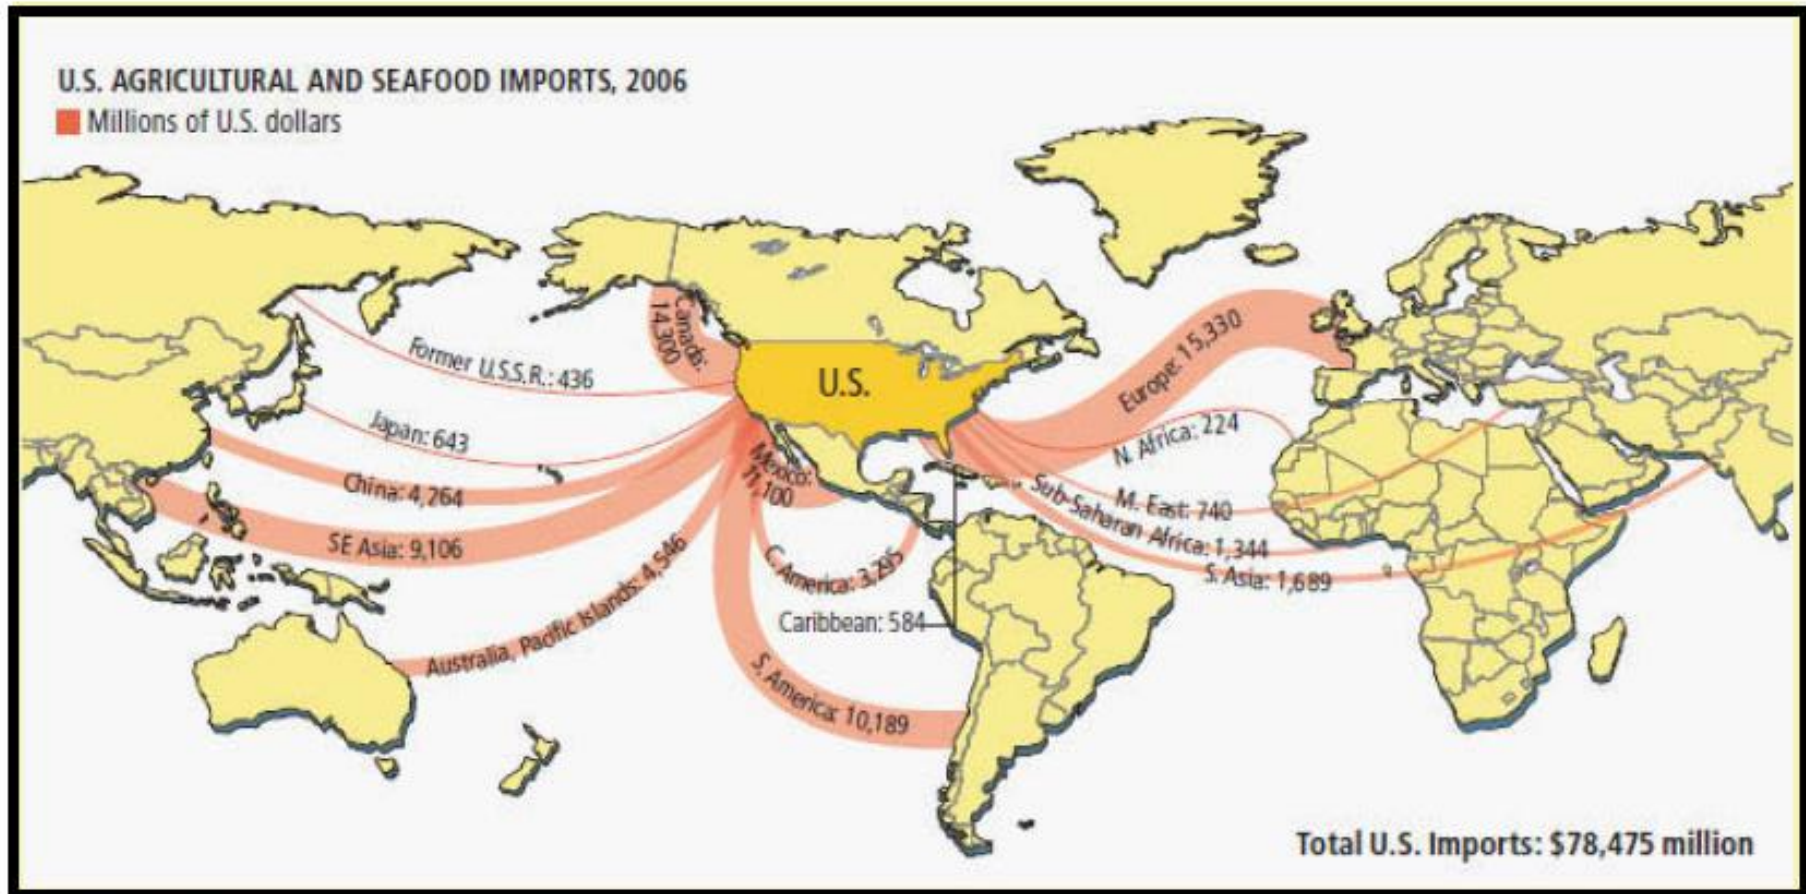 U.S. AGRICULTURAL AND SEAFOOD IMPORTS, 2006
Millions of U.S. dollars
Canada:
14,300
Former U.S.S.R.: 436
U.S.
Europe: 15,330
Japan: 643
N. Africa: 224
China: 4,264
Mexico:
11,100
M. East: 740
SE Asia: 9,106
Sub-Saharan Africa: 1,344
C. America: 3,295
S. Asia: 1,689
Australia, Pacific Islands: 4,546
Caribbean: 584
S. America: 10,189
Total U.S. Imports: $78,475 million